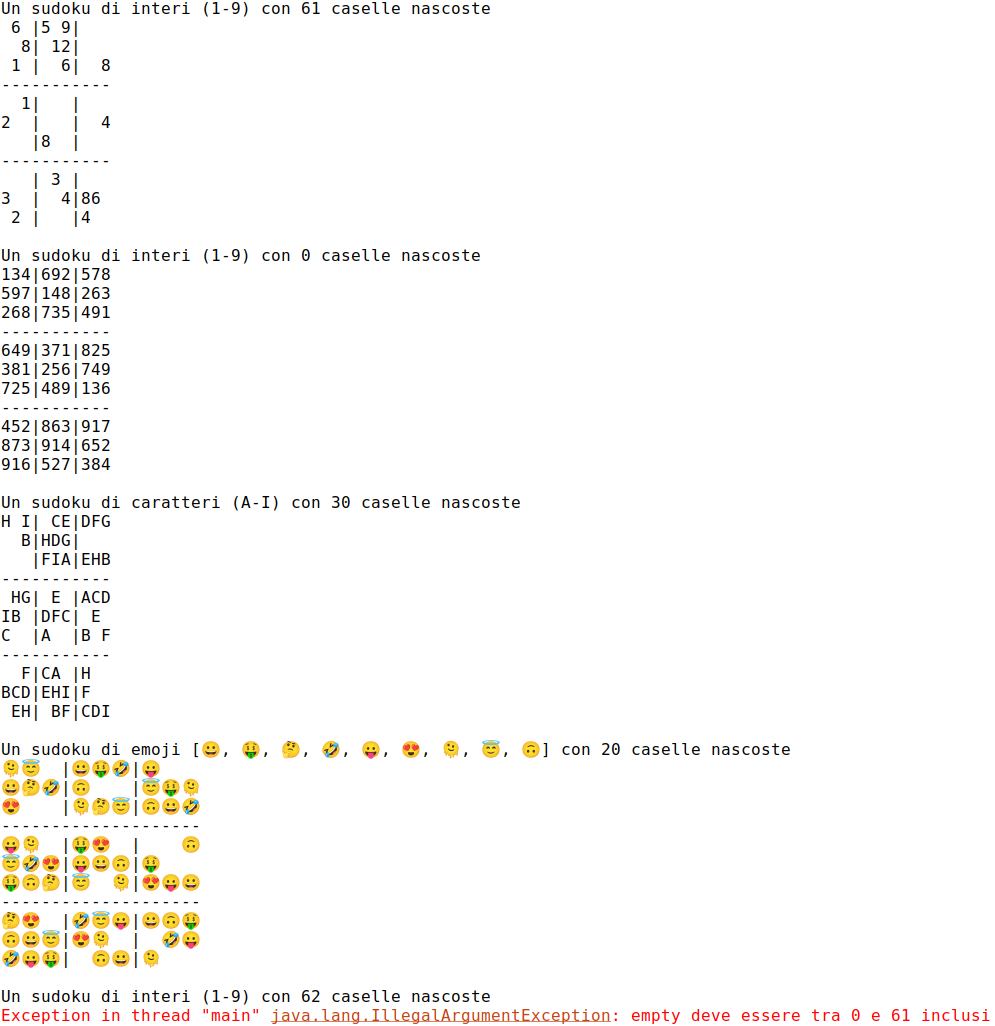 Un sudoku di interi (1-9) con 61 caselle nascoste
 6 |5 9|
  8| 12|
 1 |  6|  8
-----------
  1|   |
2  |   |  4
   |8  |
-----------
   | 3 |
3  |  4|86
 2 |   |4

Un sudoku di interi (1-9) con 0 caselle nascoste
134|692|578
597|148|263
268|735|491
-----------
649|371|825
381|256|749
725|489|136
-----------
452|863|917
873|914|652
916|527|384

Un sudoku di caratteri (A-I) con 30 caselle nascoste
H I| CE|DFG
  B|HDG|
   |FIA|EHB
-----------
 HG| E |ACD
IB |DFC| E
C  |A  |B F
-----------
  F|CA |H
BCD|EHI|F
 EH| BF|CDI

Un sudoku di emoji [😀, 🤑, 🤔, 🤣, 😛, 😍, 🫠, 😇, 🙃] con 20 caselle nascoste
🫠😇  |😀🤑🤣|😛
😀🤔🤣|🙃    |😇🤑🫠
😍    |🫠🤔😇|🙃😀🤣
--------------------
😛🫠  |🤑😍  |    🙃
😇🤣😍|😛😀🙃|🤑
🤑🙃🤔|😇  🫠|😍😛😀
--------------------
🤔😍  |🤣😇😛|😀🙃🤑
🙃😀😇|😍🫠  |  🤣😛
🤣😛🤑|  🙃😀|🫠

Un sudoku di interi (1-9) con 62 caselle nascoste
Exception in thread "main" java.lang.IllegalArgumentException: empty deve essere tra 0 e 61 inclusi